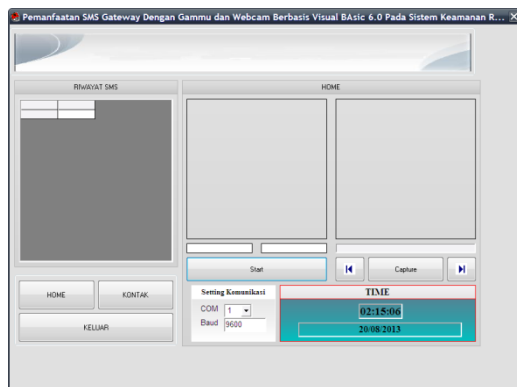 Pemanfaatan SMS Gateway Dengan Gammu dan Webcam Berbasis Visual BAsic 6.0 Pada Sistem Keamanan R...
RIWAYAT SMS
HOME
Start
Capture
HOME
KONTAK
KELUAR
Setting Komunikasi
COM 1
Baud 9600
TIME
02:15:06
20/08/2013